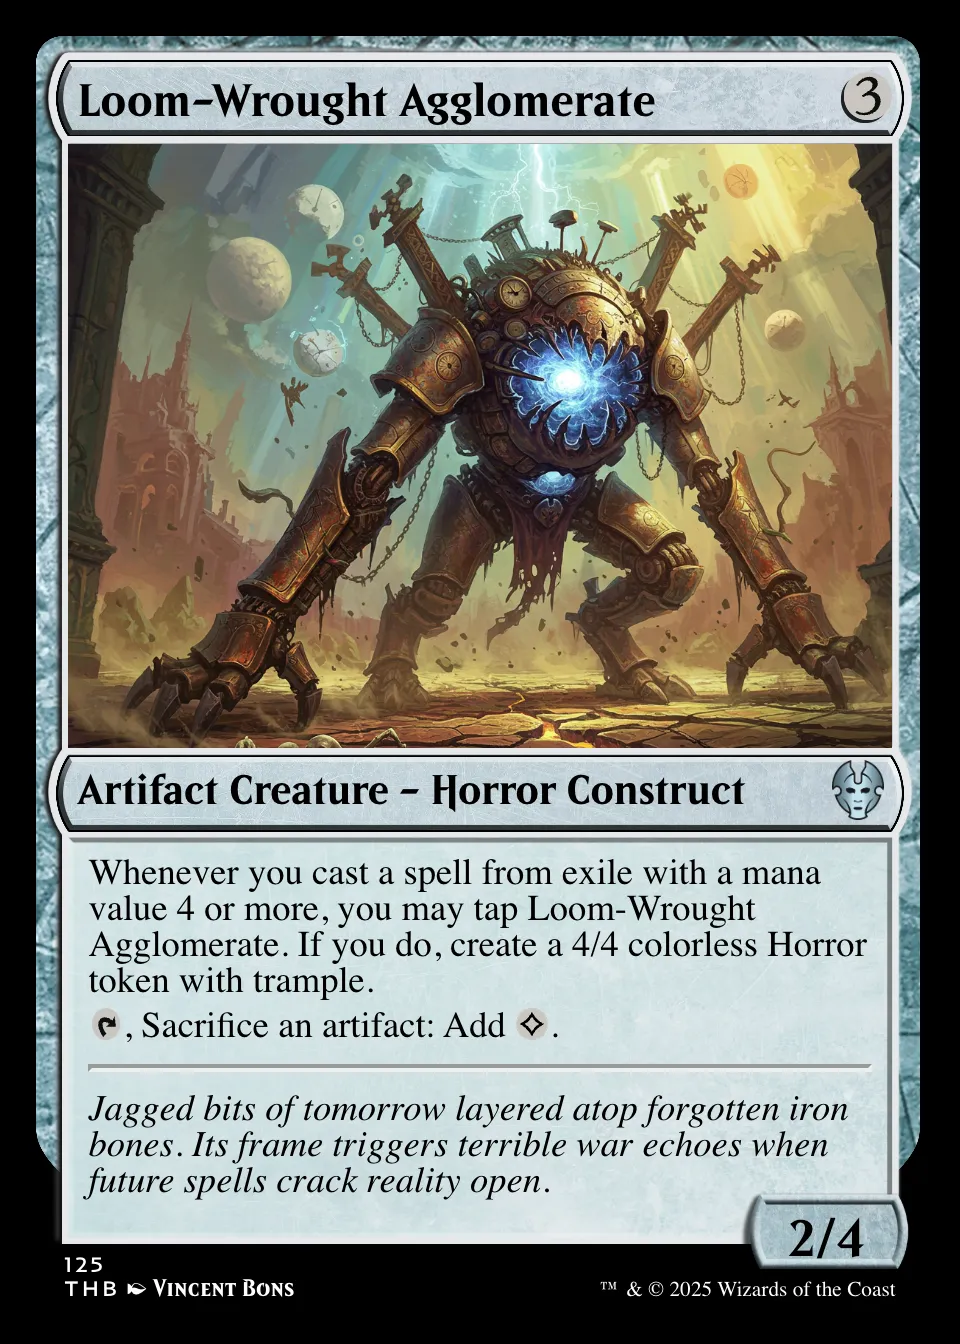 Loom-Wrought Agglomerate 3
Artifact Creature – Horror Construct
Whenever you cast a spell from exile with a mana
value 4 or more, you may tap Loom-Wrought
Agglomerate. If you do, create a 4/4 colorless Horror
token with trample.
, Sacrifice an artifact: Add .
Jagged bits of tomorrow layered atop forgotten iron
bones. Its frame triggers terrible war echoes when
future spells crack reality open.
2/4
125
THB Vincent Bons
™ & © 2025 Wizards of the Coast